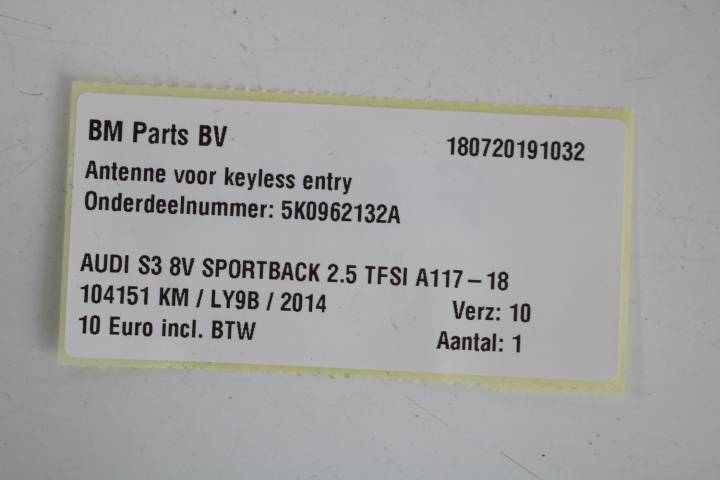 BM Parts BV 180720191032
Antenne voor keyless entry
Onderdeelnummer: 5K0962132A
AUDI S3 8V SPORTBACK 2.5 TFSI A117-18
104151 KM / LY9B / 2014 Verz: 10
10 Euro incl. BTW Aantal: 1